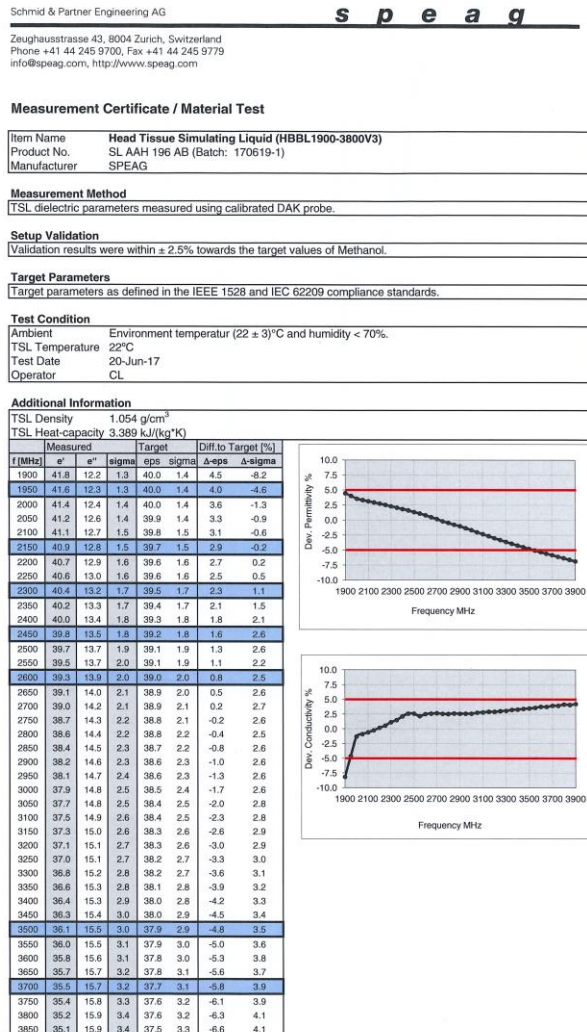 Schmid & Partner Engineering AG
s p e a g
Zeughausstrasse 43, 8004 Zurich, Switzerland
Phone +41 44 245 9700, Fax +41 44 245 9779
info@speag.com, http://www.speag.com
Measurement Certificate / Material Test
Item Name Head Tissue Simulating Liquid (HBBL1900-3800V3)
Product No. SL AAH 196 AB (Batch: 170619-1)
Manufacturer SPEAG
Measurement Method
TSL dielectric parameters measured using calibrated DAK probe.
Setup Validation
Validation results were within ± 2.5% towards the target values of Methanol.
Target Parameters
Target parameters as defined in the IEEE 1528 and IEC 62209 compliance standards.
Test Condition
Ambient Environment temperatur (22 ± 3)°C and humidity < 70%.
TSL Temperature 22°C
Test Date 20-Jun-17
Operator CL
Additional Information
TSL Density 1.054 g/cm³
TSL Heat-capacity 3.389 kJ/(kg*K)
Measured Target Diff.to Target [%]
f [MHz] e' e" sigma eps sigma Δ-eps Δ-sigma
1900 41.8 12.2 1.3 40.0 1.4 4.5 -8.2
1950 41.6 12.3 1.3 40.0 1.4 4.0 -4.6
2000 41.4 12.4 1.4 40.0 1.4 3.6 -1.3
2050 41.2 12.6 1.4 39.9 1.4 3.3 -0.9
2100 41.1 12.7 1.5 39.8 1.5 3.1 -0.6
2150 40.9 12.8 1.5 39.7 1.5 2.9 -0.2
2200 40.7 12.9 1.6 39.6 1.6 2.7 0.2
2250 40.6 13.0 1.6 39.6 1.6 2.5 0.5
2300 40.4 13.2 1.7 39.5 1.7 2.3 1.1
2350 40.2 13.3 1.7 39.4 1.7 2.1 1.5
2400 40.0 13.4 1.8 39.3 1.8 1.8 2.1
2450 39.8 13.5 1.8 39.2 1.8 1.6 2.6
2500 39.7 13.7 1.9 39.1 1.9 1.3 2.6
2550 39.5 13.7 2.0 39.1 1.9 1.1 2.2
2600 39.3 13.9 2.0 39.0 2.0 0.8 2.5
2650 39.1 14.0 2.1 38.9 2.0 0.5 2.6
2700 39.0 14.2 2.1 38.9 2.1 0.2 2.7
2750 38.7 14.3 2.2 38.8 2.1 -0.2 2.6
2800 38.6 14.4 2.2 38.8 2.2 -0.4 2.5
2850 38.4 14.5 2.3 38.7 2.2 -0.8 2.6
2900 38.2 14.6 2.3 38.6 2.3 -1.0 2.6
2950 38.1 14.7 2.4 38.6 2.3 -1.3 2.6
3000 37.9 14.8 2.5 38.5 2.4 -1.7 2.6
3050 37.7 14.8 2.5 38.4 2.5 -2.0 2.8
3100 37.5 14.9 2.6 38.4 2.5 -2.3 2.8
3150 37.3 15.0 2.6 38.3 2.6 -2.6 2.9
3200 37.1 15.1 2.7 38.3 2.6 -3.0 2.9
3250 37.0 15.1 2.7 38.2 2.7 -3.3 3.0
3300 36.8 15.2 2.8 38.2 2.7 -3.6 3.1
3350 36.6 15.3 2.8 38.1 2.8 -3.9 3.2
3400 36.4 15.3 2.9 38.0 2.8 -4.2 3.3
3450 36.3 15.4 3.0 38.0 2.9 -4.5 3.4
3500 36.1 15.5 3.0 37.9 2.9 -4.8 3.5
3550 36.0 15.5 3.1 37.9 3.0 -5.0 3.6
3600 35.8 15.6 3.1 37.8 3.0 -5.3 3.8
3650 35.7 15.7 3.2 37.8 3.1 -5.6 3.7
3700 35.5 15.7 3.2 37.7 3.1 -5.8 3.9
3750 35.4 15.8 3.3 37.6 3.2 -6.1 3.9
3800 35.2 15.9 3.4 37.6 3.2 -6.3 4.1
3850 35.1 15.9 3.4 37.5 3.3 -6.6 4.1
Dev. Permittivity %
10.0
7.5
5.0
2.5
0.0
-2.5
-5.0
-7.5
-10.0
1900 2100 2300 2500 2700 2900 3100 3300 3500 3700 3900
Frequency MHz
Dev. Conductivity %
10.0
7.5
5.0
2.5
0.0
-2.5
-5.0
-7.5
-10.0
1900 2100 2300 2500 2700 2900 3100 3300 3500 3700 3900
Frequency MHz